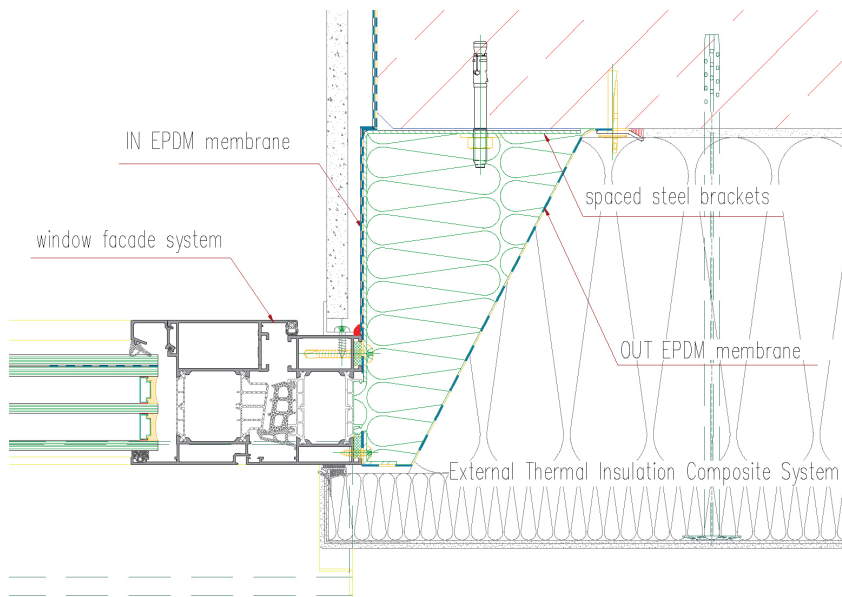 IN EPDM membrane
spaced steel brackets
window facade system
OUT EPDM membrane
External Thermal Insulation Composite System